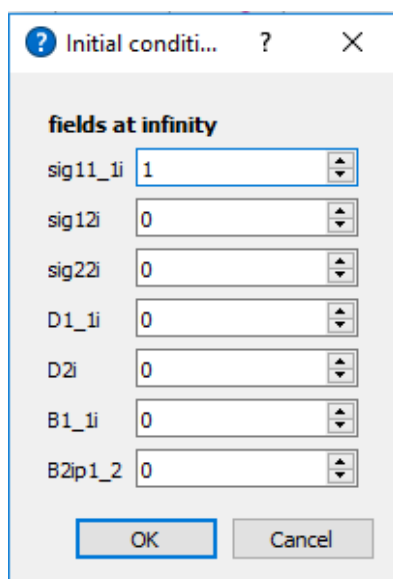 Initial conditi... ?
fields at infinity
sig11_1i 1
sig12i 0
sig22i 0
D1_1i 0
D2i 0
B1_1i 0
B2ip1_2 0
OK Cancel